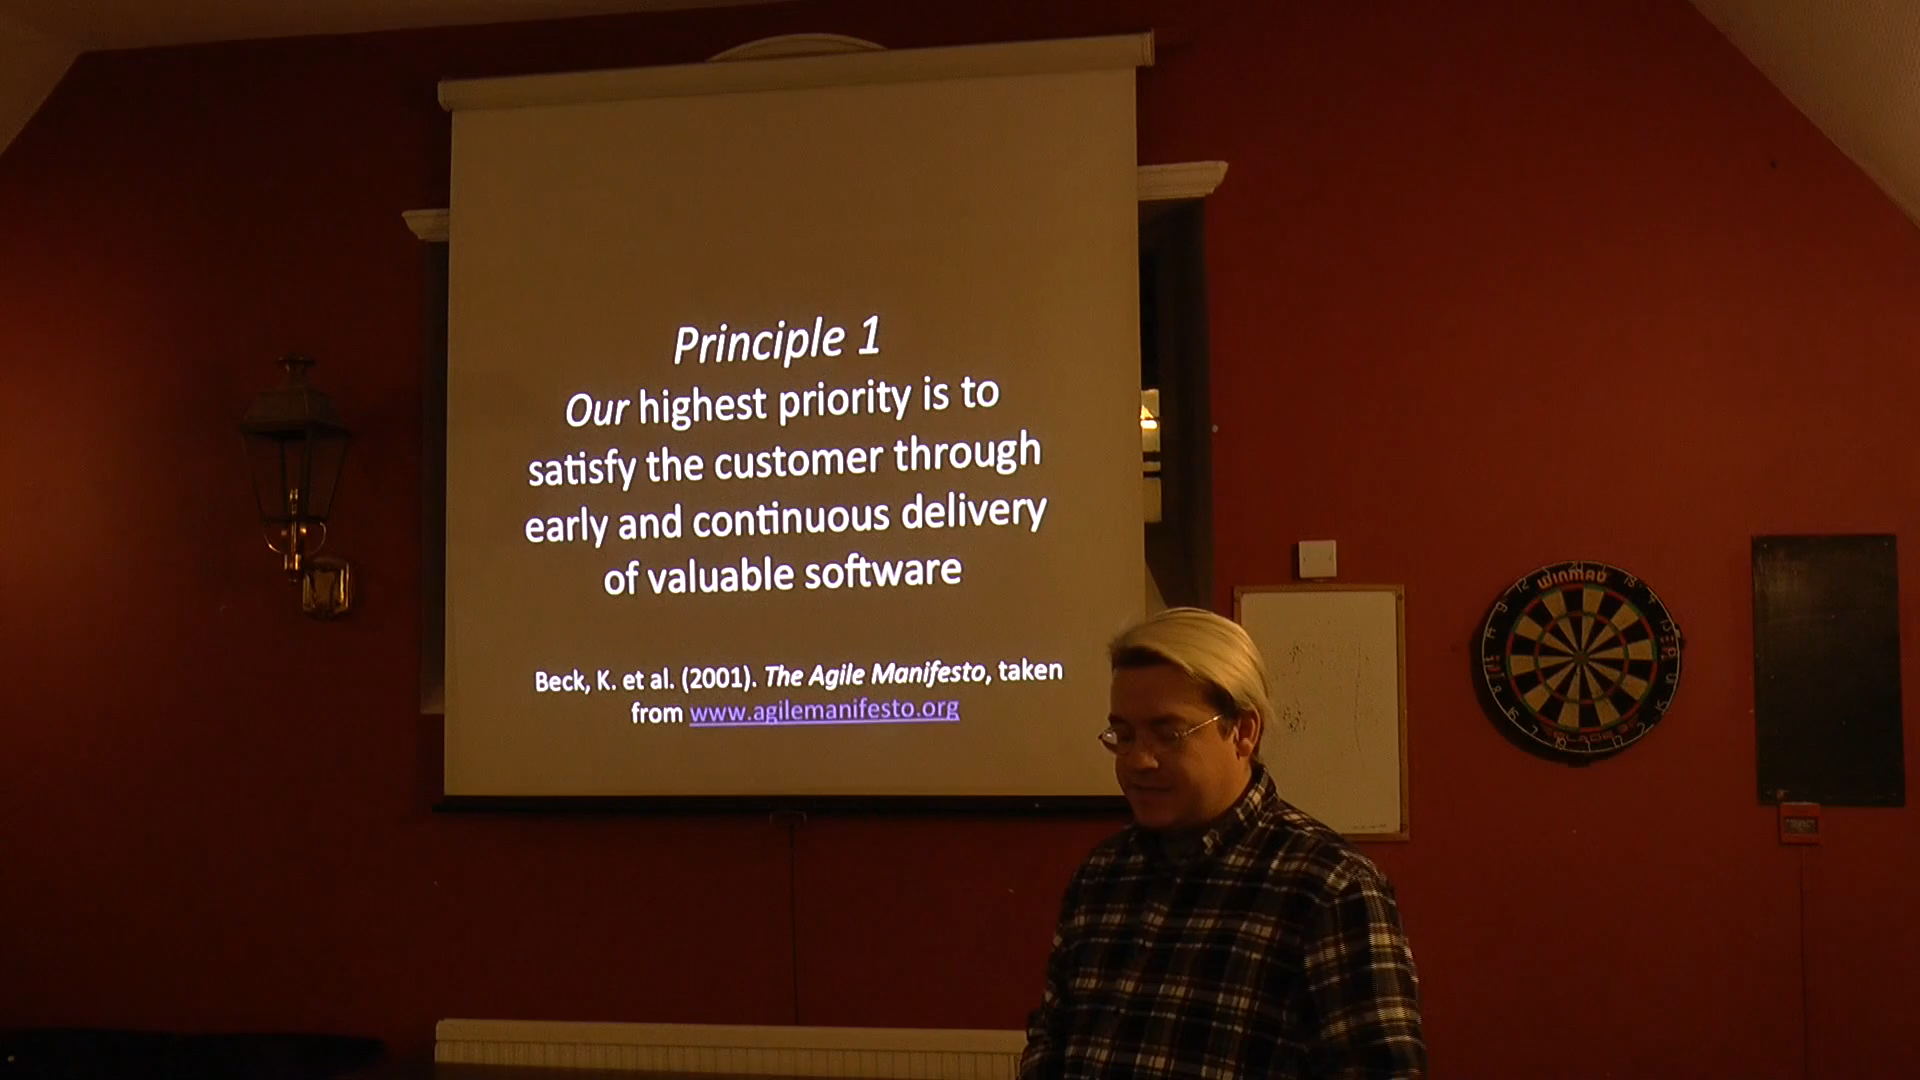 Principle 1
Our highest priority is to
satisfy the customer through
early and continuous delivery
of valuable software
Beck, K. et al. (2001). The Agile Manifesto, taken
from www.agilemanifesto.org
WINMAU